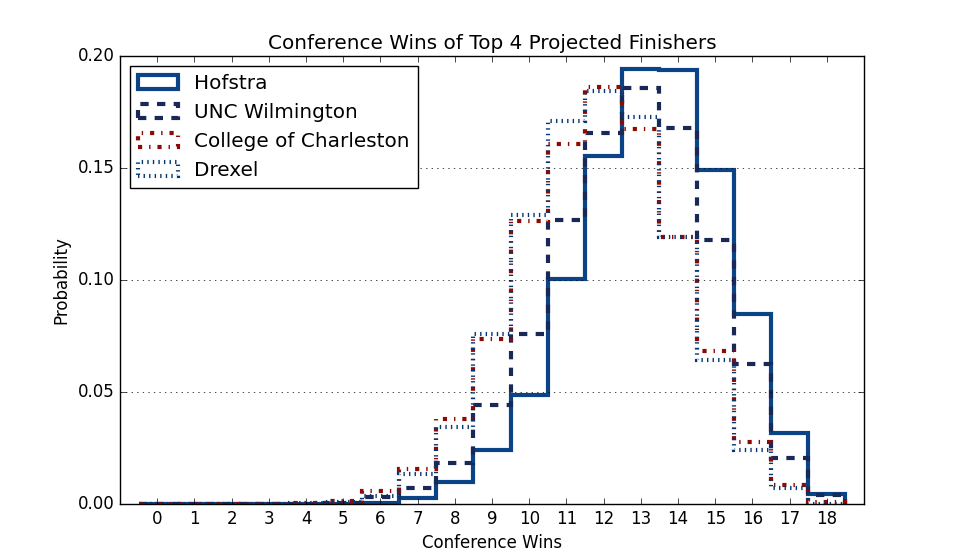 Conference Wins of Top 4 Projected Finishers
Hofstra
UNC Wilmington
College of Charleston
Drexel
Probability
0.20
0.15
0.10
0.05
0.00
0 1 2 3 4 5 6 7 8 9 10 11 12 13 14 15 16 17 18
Conference Wins